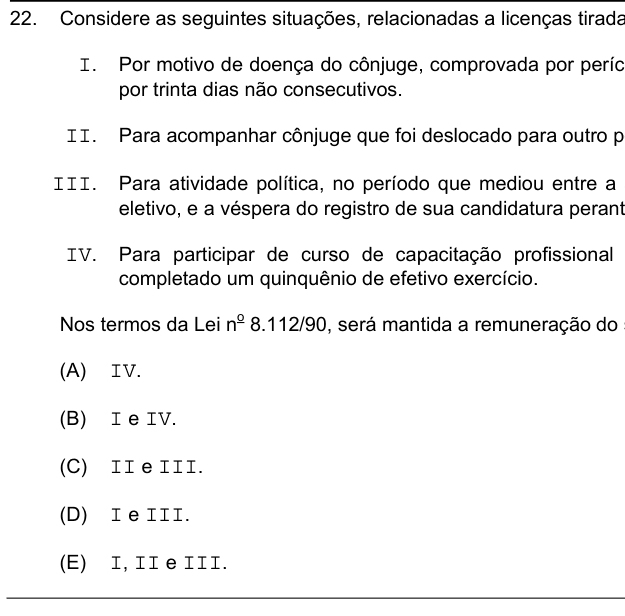 22. Considere as seguintes situações, relacionadas a licenças
I. Por motivo de doença do cônjuge, comprovada por
por trinta dias não consecutivos.
II. Para acompanhar cônjuge que foi deslocado para outro
III. Para atividade política, no período que mediou entre a
eletivo, e a véspera do registro de sua candidatura
IV. Para participar de curso de capacitação profissional
completado um quinquênio de efetivo exercício.
Nos termos da Lei nº 8.112/90, será mantida a remuneração do
(A) IV.
(B) I e IV.
(C) II e III.
(D) I e III.
(E) I, II e III.